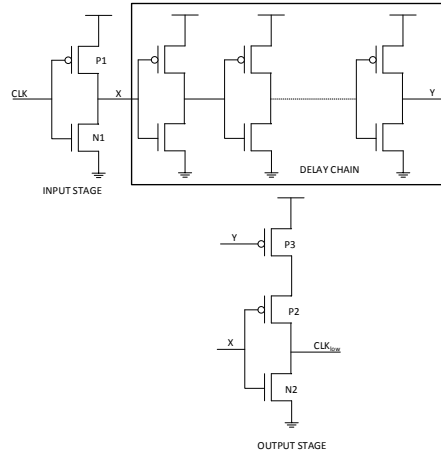 P1
CLK
X
Y
N1
INPUT STAGE
DELAY CHAIN
Y
P3
P2
X
CLKlow
N2
OUTPUT STAGE